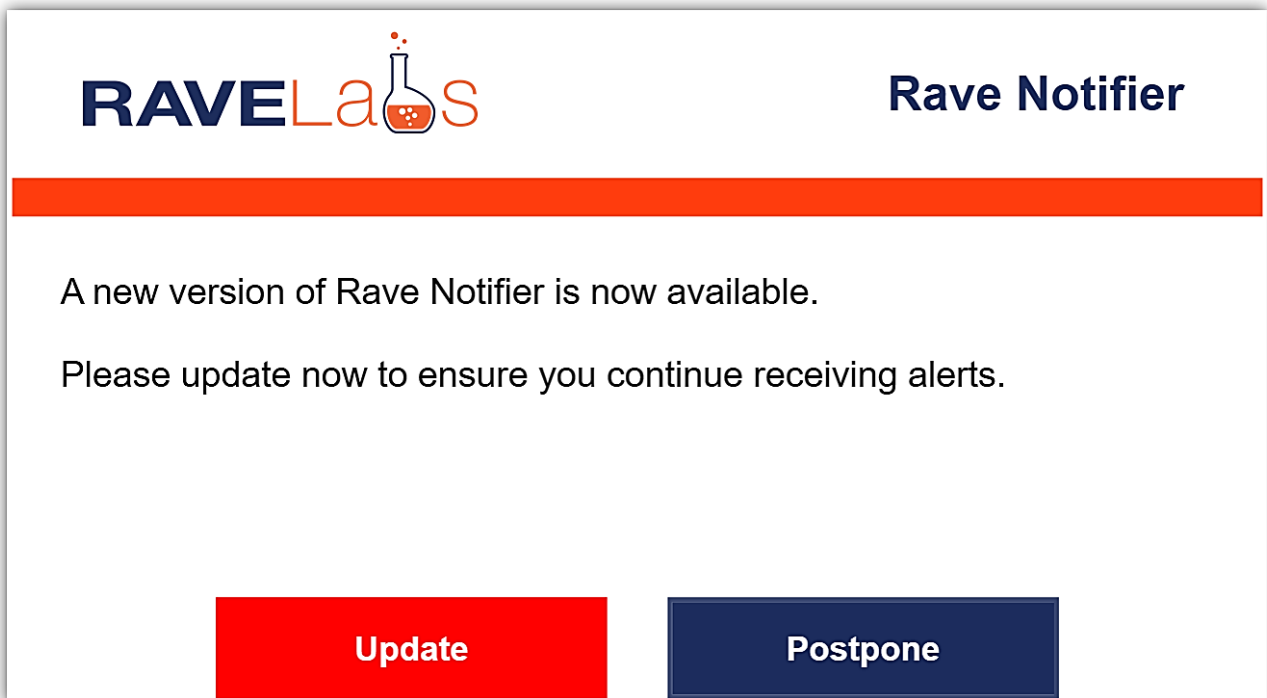 RAVELabs
Rave Notifier
A new version of Rave Notifier is now available.
Please update now to ensure you continue receiving alerts.
Update
Postpone